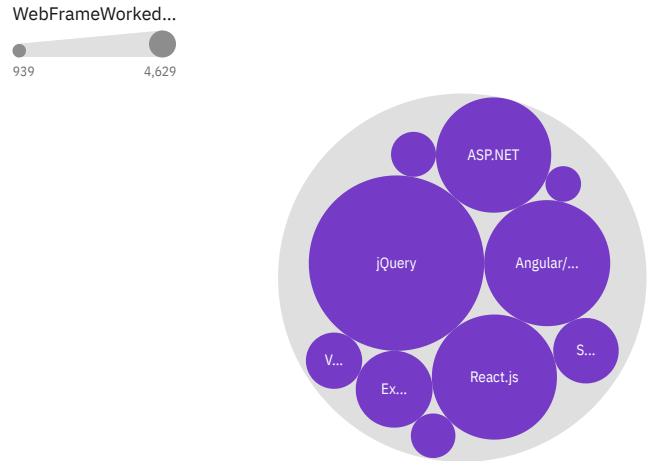 WebFrameWorked...
939
4,629
ASP.NET
jQuery
Angular/...
S...
V...
React.js
Ex...